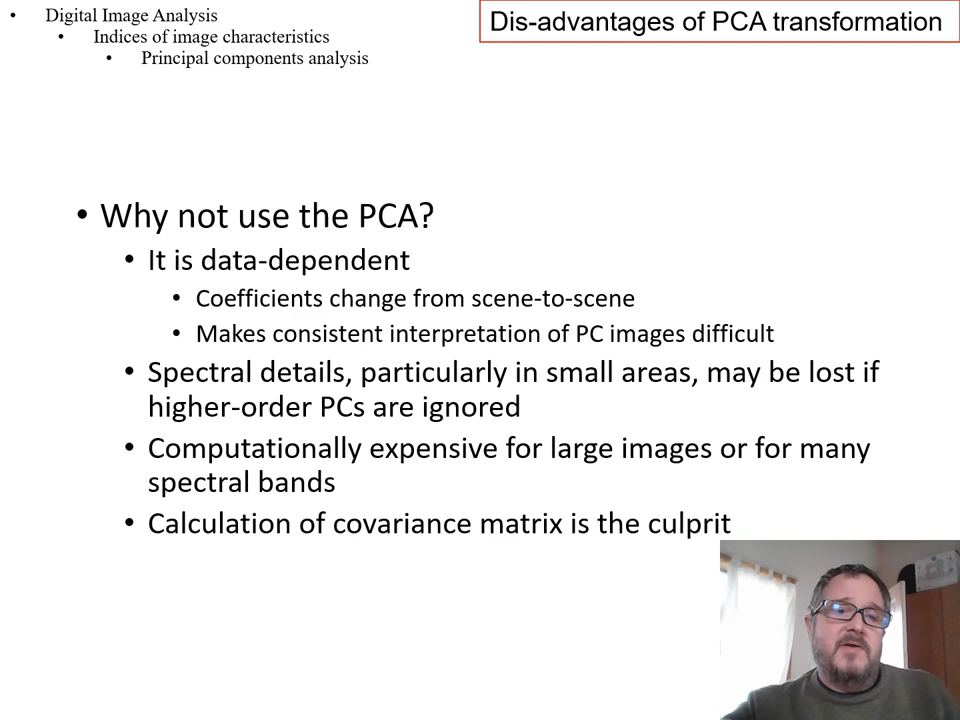 • Digital Image Analysis
• Indices of image characteristics
• Principal components analysis
Dis-advantages of PCA transformation
• Why not use the PCA?
• It is data-dependent
• Coefficients change from scene-to-scene
• Makes consistent interpretation of PC images difficult
• Spectral details, particularly in small areas, may be lost if
higher-order PCs are ignored
• Computationally expensive for large images or for many
spectral bands
• Calculation of covariance matrix is the culprit